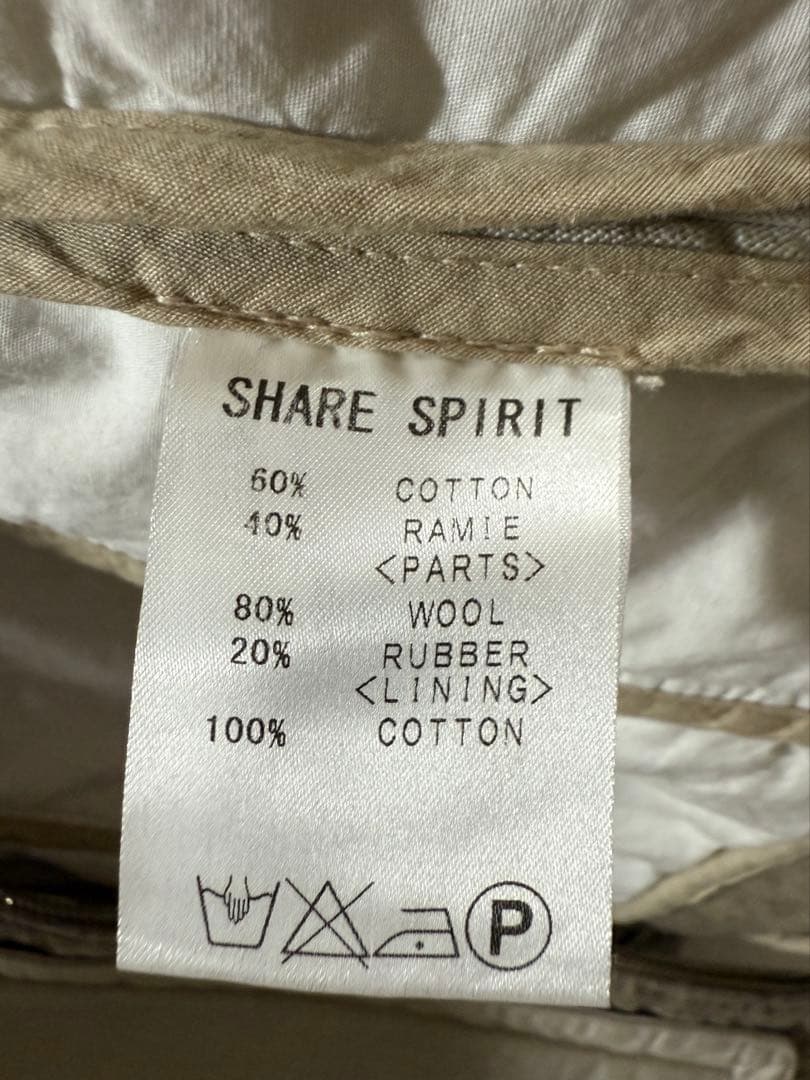 SHARE SPIRIT
60% COTTON
40% RAMIE
<PARTS>
80% WOOL
20% RUBBER
<LINING>
100% COTTON
P